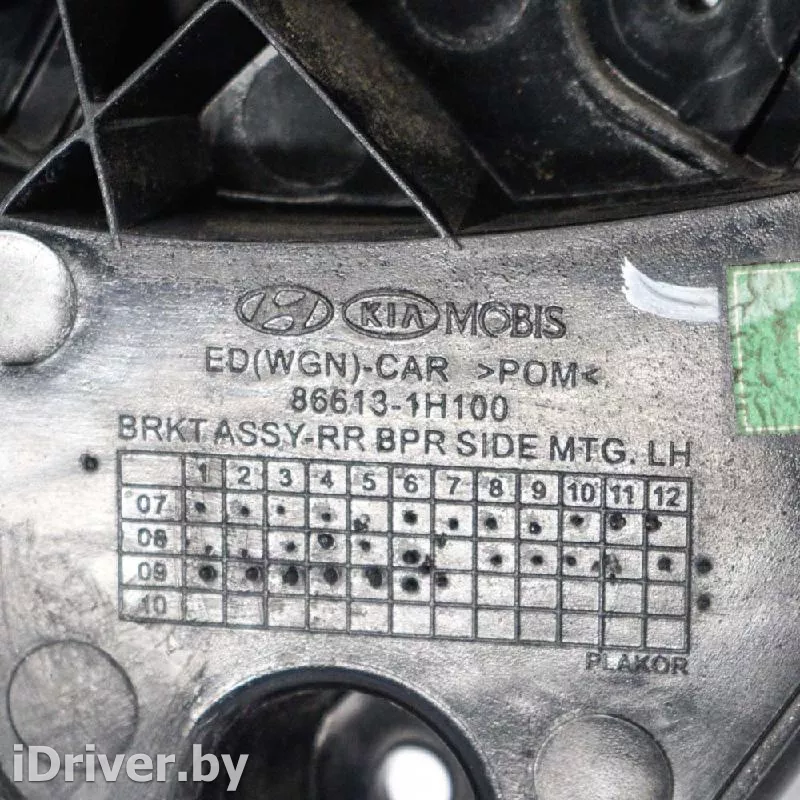 KIA MOBIS
ED(WGN)-CAR >POM<
86613-1H100
BRKT ASSY-RR BPR SIDE MTG. LH
1 2 3 4 5 6 7 8 9 10 11 12
07
08
09
10
PLAKOR
iDriver.by